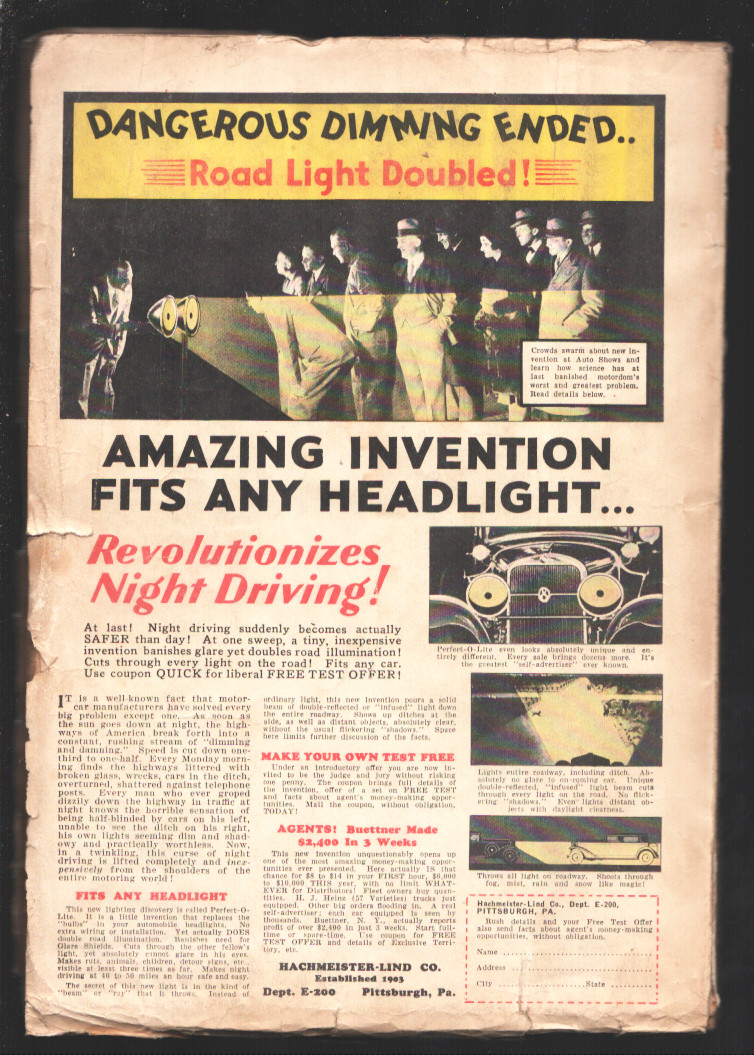 DANGEROUS DIMMING ENDED..
Road Light Doubled!
Crowds swarm about new in-
vention at Auto Shows and
learn how science has at
last banished motordom's
worst and greatest problem.
Read details below.
AMAZING INVENTION
FITS ANY HEADLIGHT...
Revolutionizes
Night Driving!
At last! Night driving suddenly becomes actually
SAFER than day! At one sweep, a tiny, inexpensive
invention banishes glare yet doubles road illumination!
Cuts through every light on the road! Fits any car.
Use coupon QUICK for liberal FREE TEST OFFER!
IT is a well-known fact that motor-
car manufacturers have solved every
big problem except one. As soon as
the sun goes down at night, the high-
ways of America break forth into a
constant, rushing stream of "dimming
and damning." Speed is cut down one-
third to one-half. Every Monday morn-
ing finds the highways littered with
broken glass, wrecks, cars in the ditch,
overturned, shattered against telephone
posts. Every man who ever groped
dizzily down the highway in traffic at
night knows the horrible sensation of
being half-blinded by cars on his left,
unable to see the ditch on his right,
his own lights seeming dim and shad-
owy and practically worthless. Now,
in a twinkling, this curse of night
driving is lifted completely and inex-
pensively from the shoulders of the
entire motoring world!
FITS ANY HEADLIGHT
This new lighting discovery is called Perfect-O-
Lite. It is a little invention that replaces the
"bulbs" in your automobile headlights. No
extra wiring or installation. Yet actually DOES
double road illumination. Banishes need for
Glare Shields. Cuts through the other fellow's
light, yet absolutely cannot glare in his eyes.
Makes ruts, animals, children, detour signs, etc.,
visible at least three times as far. Makes night
driving at 40 to 50 miles an hour safe and easy.
The secret of this new light is in the kind of
"beam" or "ray" that it throws. Instead of
ordinary light, this new invention pours a solid
beam of double-reflected or "infused" light down
the entire roadway. Shows up ditches at the
side, as well as distant objects, absolutely clear,
without the usual flickering "shadows." Space
here limits further discussion of the facts.
MAKE YOUR OWN TEST FREE
Under an introductory offer you are now in-
vited to be the judge and jury without risking
one penny. The coupon brings full details of
the invention, offer of a set on FREE TEST
and facts about agent's money-making oppor-
tunities. Mail the coupon, without obligation,
TODAY!
AGENTS! Buettner Made
$2,400 In 3 Weeks
This new invention unquestionably opens up
one of the most amazing money-making oppor-
tunities ever presented. Here actually IS that
chance for $8 to $14 in your FIRST hour, $6,000
to $10,000 THIS year, with no limit WHAT-
EVER for Distributors! Fleet owners buy quan-
tities. H. J. Heinz (57 Varieties) trucks just
equipped. Other big orders flooding in. A real
self-advertiser; each car equipped is seen by
thousands. Buettner, N. Y., actually reports
profit of over $2,400 in just 3 weeks. Start full-
time or spare-time. Use coupon for FREE
TEST OFFER and details of Exclusive Terri-
tory, etc.
HACHMEISTER-LIND CO.
Established 1903
Dept. E-200 Pittsburgh, Pa.
Perfect-O-Lite even looks absolutely unique and en-
tirely different. Every sale brings dozens more. It's
the greatest "self-advertiser" ever known.
Lights entire roadway, including ditch. Ab-
solutely no glare to on-coming car. Unique
double-reflected, "infused" light beam cuts
through every light on the road. No flick-
ering "shadows." Even lights distant ob-
jects with daylight clearness.
Throws all light on roadway. Shoots through
fog, mist, rain and snow like magic!
Hachmeister-Lind Co., Dept. E-200,
PITTSBURGH, PA.
Rush details and your Free Test Offer
also send facts about agent's money-making
opportunities, without obligation.
Name
Address
City State